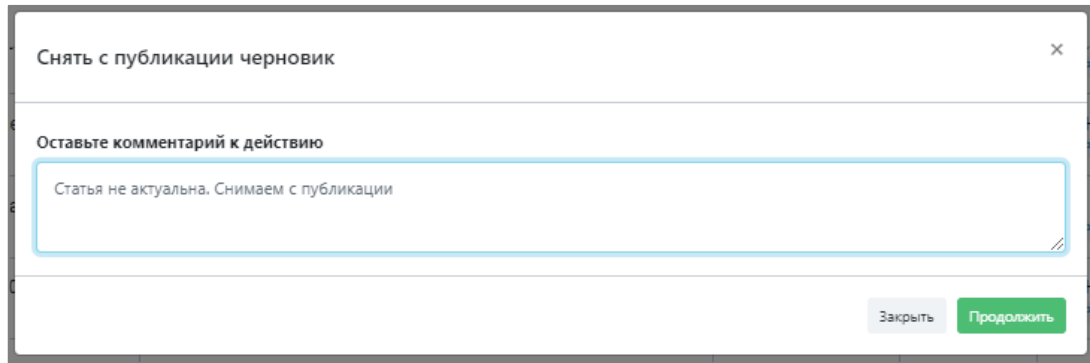 Снять с публикации черновик
×
Оставьте комментарий к действию
Статья не актуальна. Снимаем с публикации
Закрыть Продолжить